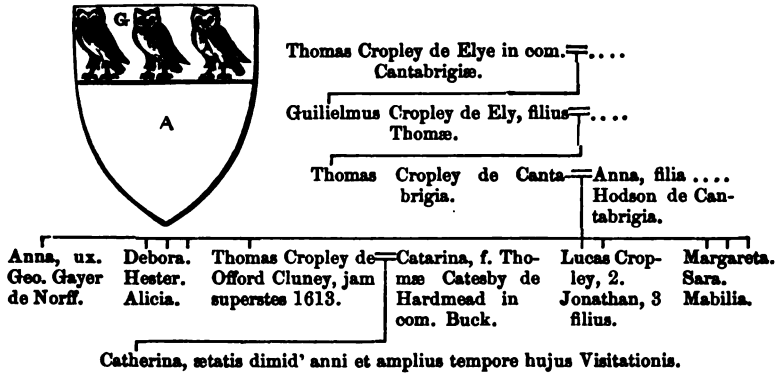 G
A
Thomas Cropley de Elye in com. = ....
Cantabrigiæ.
Guilielmus Cropley de Ely, filius = ....
Thomæ.
Thomas Cropley de Canta-
brigia.
Anna, filia ....
Hodson de Can-
tabrigia.
Anna, ux.
Geo. Gayer
de Norff.
Debora.
Hester.
Alicia.
Thomas Cropley de
Offord Cluney, jam
superstes 1613.
Catarina, f. Tho-
mæ Catesby de
Hardmead in
com. Buck.
Lucas Crop-
ley, 2.
Jonathan, 3
filius.
Margareta.
Sara.
Mabilia.
Catherina, ætatis dimid' anni et amplius tempore hujus Visitationis.